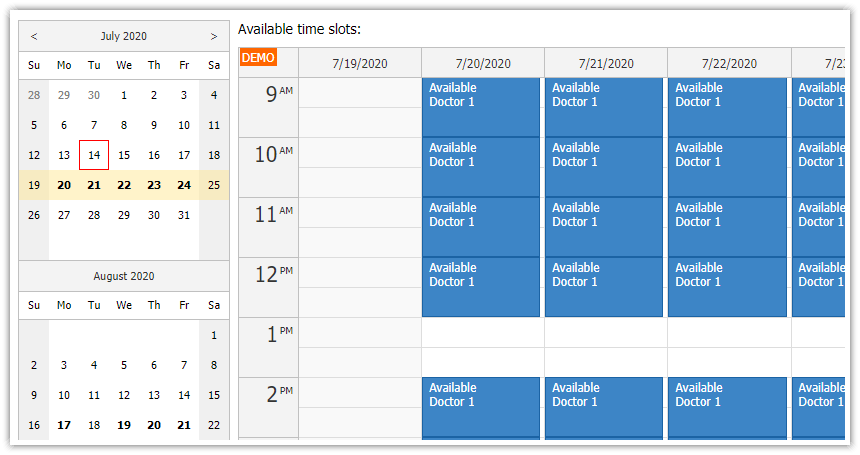 < July 2020 >
Su Mo Tu We Th Fr Sa
28 29 30 1 2 3 4
5 6 7 8 9 10 11
12 13 14 15 16 17 18
19 20 21 22 23 24 25
26 27 28 29 30 31
August 2020
Su Mo Tu We Th Fr Sa
1
2 3 4 5 6 7 8
9 10 11 12 13 14 15
16 17 18 19 20 21 22
Available time slots:
DEMO 7/19/2020 7/20/2020 7/21/2020 7/22/2020
9 AM Available Available Available Available
Doctor 1 Doctor 1 Doctor 1 Doctor 1
10 AM Available Available Available Available
Doctor 1 Doctor 1 Doctor 1 Doctor 1
11 AM Available Available Available Available
Doctor 1 Doctor 1 Doctor 1 Doctor 1
12 PM Available Available Available Available
Doctor 1 Doctor 1 Doctor 1 Doctor 1
1 PM
2 PM Available Available Available Available
Doctor 1 Doctor 1 Doctor 1 Doctor 1